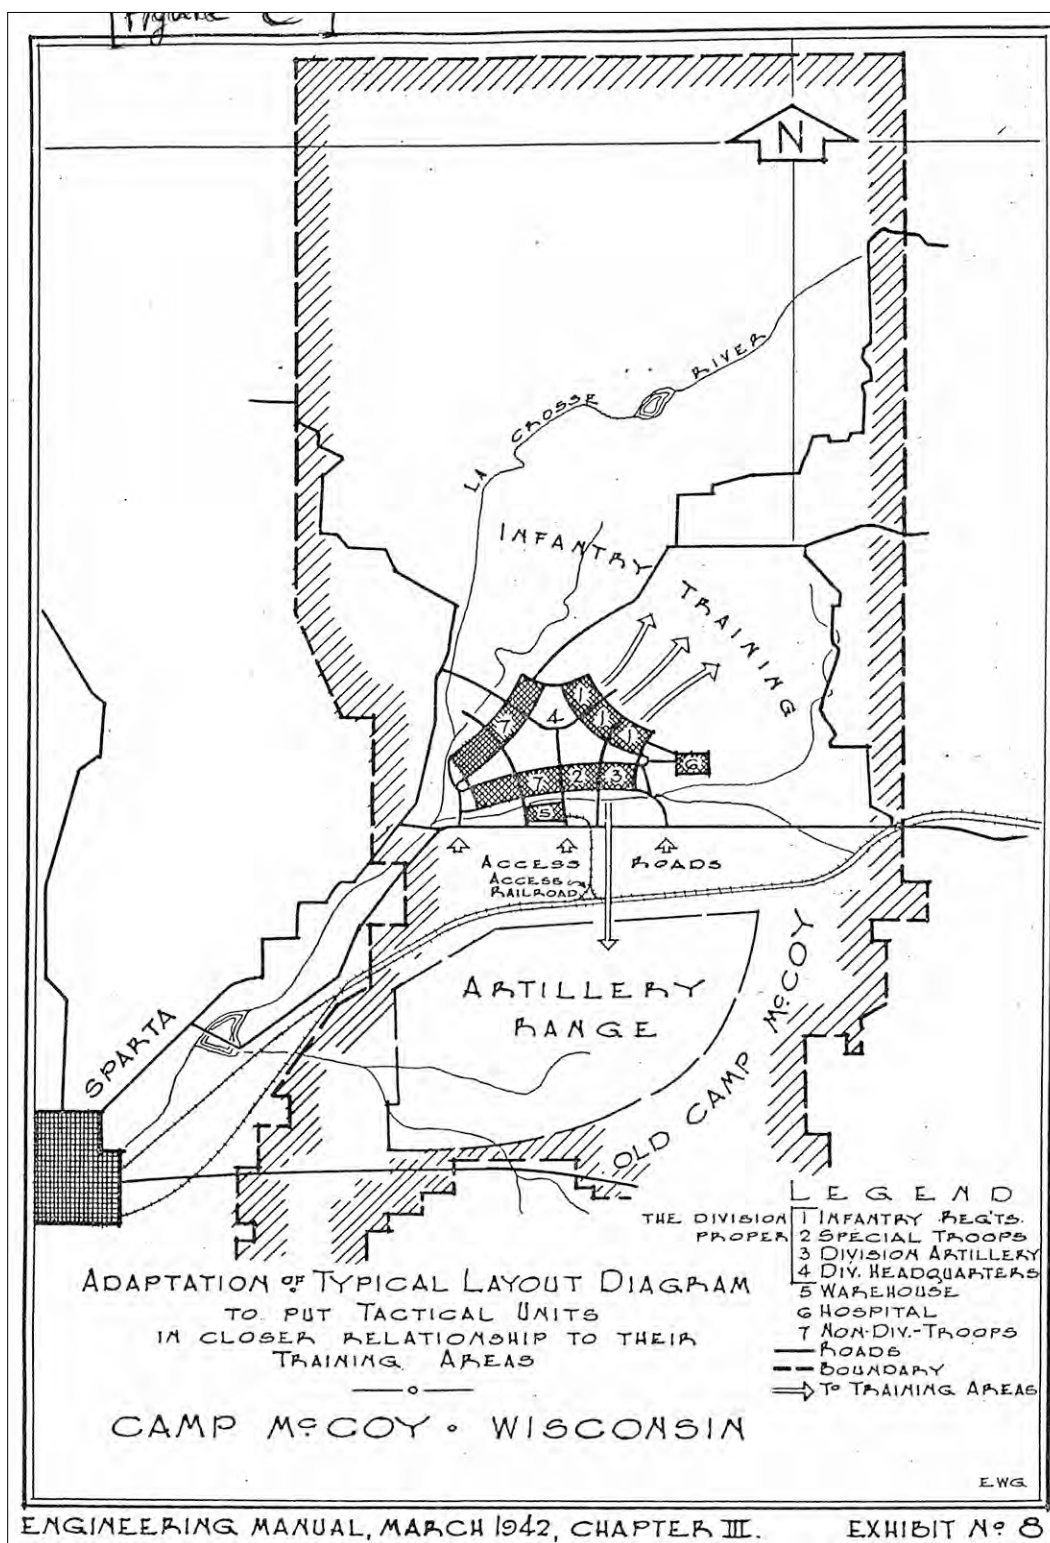 Figure 2
N
LA CROSSE RIVER
INFANTRY TRAINING
1
1
1
7
4
6
7 2 3
5
ACCESS ROADS
ACCESS
RAILROAD
ARTILLERY
RANGE
OLD CAMP McCOY
SPARTA
LEGEND
THE DIVISION
PROPER
1 INFANTRY REG'TS.
2 SPECIAL TROOPS
3 DIVISION ARTILLERY
4 DIV. HEADQUARTERS
5 WAREHOUSE
6 HOSPITAL
7 NON-DIV.-TROOPS
ROADS
BOUNDARY
TO TRAINING AREAS
ADAPTATION OF TYPICAL LAYOUT DIAGRAM
TO PUT TACTICAL UNITS
IN CLOSER RELATIONSHIP TO THEIR
TRAINING AREAS
CAMP McCOY • WISCONSIN
E.W.G.
ENGINEERING MANUAL, MARCH 1942, CHAPTER III. EXHIBIT No 8